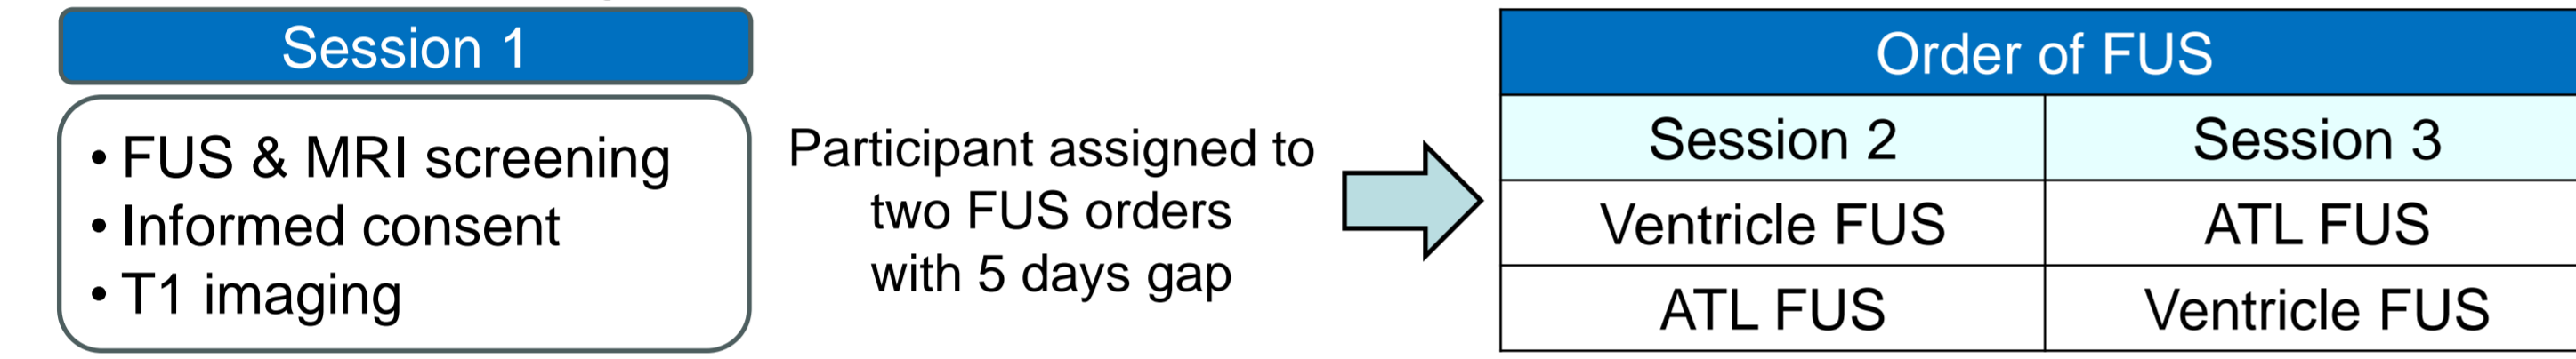 Session 1
• FUS & MRI screening
• Informed consent
• T1 imaging
Participant assigned to
two FUS orders
with 5 days gap
Order of FUS
Session 2 Session 3
Ventricle FUS ATL FUS
ATL FUS Ventricle FUS